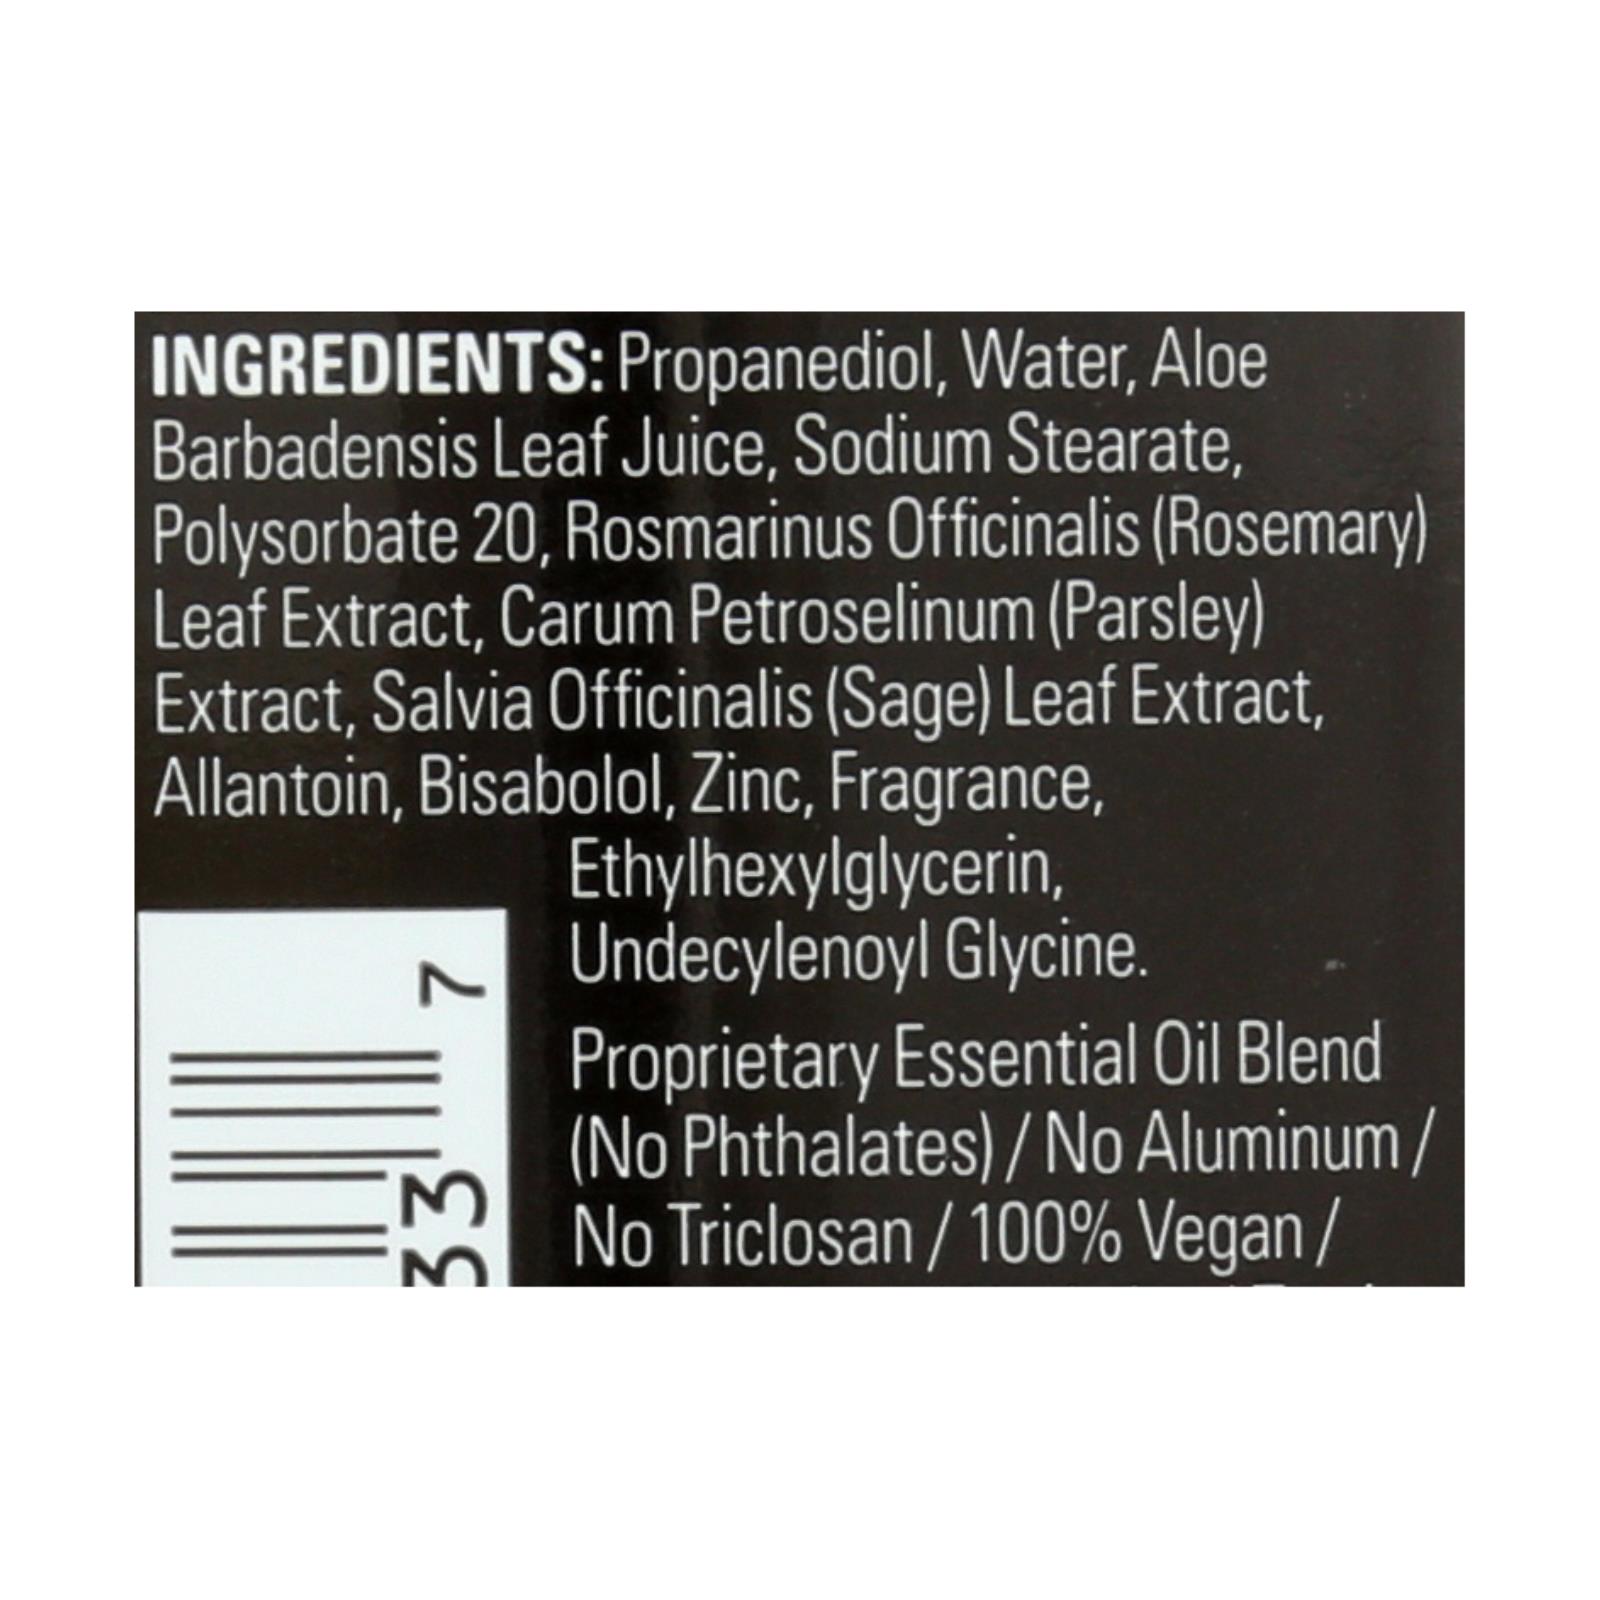 INGREDIENTS: Propanediol, Water, Aloe
Barbadensis Leaf Juice, Sodium Stearate,
Polysorbate 20, Rosmarinus Officinalis (Rosemary)
Leaf Extract, Carum Petroselinum (Parsley)
Extract, Salvia Officinalis (Sage) Leaf Extract,
Allantoin, Bisabolol, Zinc, Fragrance,
Ethylhexylglycerin,
Undecylenoyl Glycine.
Proprietary Essential Oil Blend
(No Phthalates) / No Aluminum /
No Triclosan / 100% Vegan /
33 7